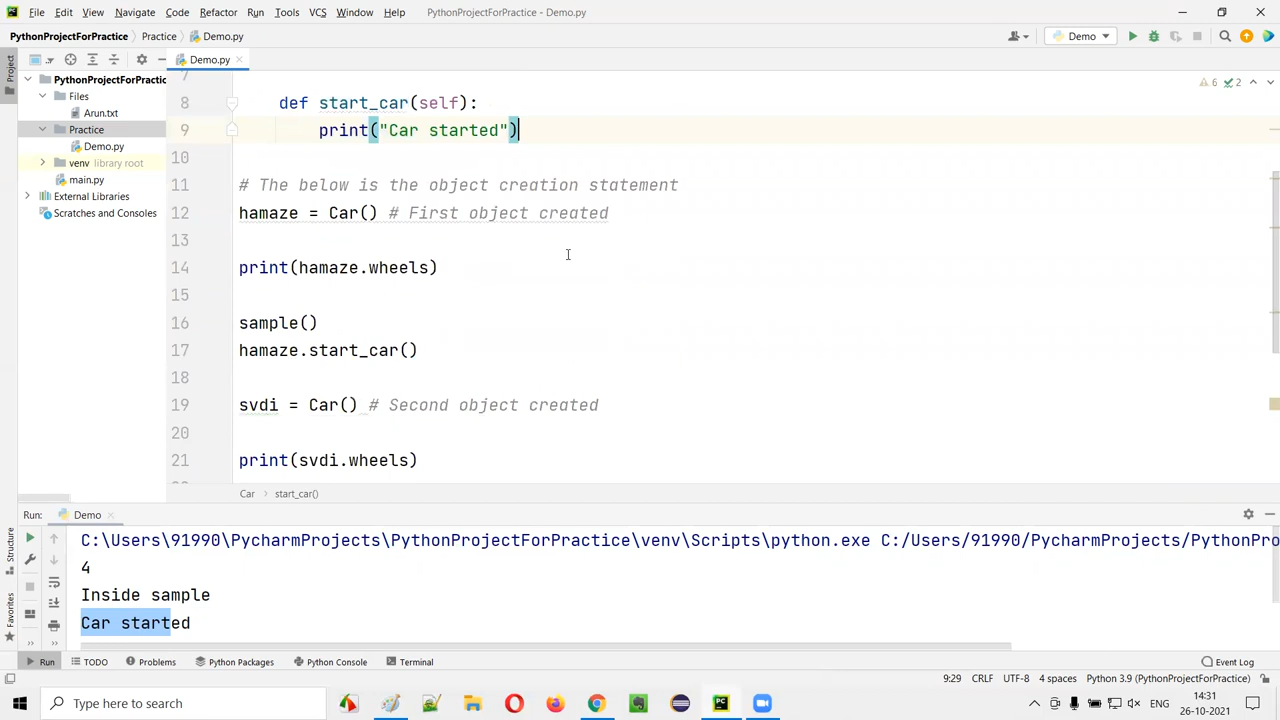 File Edit View Navigate Code Refactor Run Tools VCS Window Help PythonProjectForPractice - Demo.py
PythonProjectForPractice Practice Demo.py Demo
Project
Demo.py
PythonProjectForPractic
Files
Arun.txt
Practice
Demo.py
venv library root
main.py
External Libraries
Scratches and Consoles
6 2
7
8 def start_car(self):
9 print("Car started")
10
11 # The below is the object creation statement
12 hamaze = Car() # First object created
13
14 print(hamaze.wheels)
15
16 sample()
17 hamaze.start_car()
18
19 svdi = Car() # Second object created
20
21 print(svdi.wheels)
Car start_car()
Run: Demo
C:\Users\91990\PycharmProjects\PythonProjectForPractice\venv\Scripts\python.exe C:/Users/91990/PycharmProjects/PythonPro
4
Inside sample
Car started
Structure
Favorites
Run TODO Problems Python Packages Python Console Terminal Event Log
9:29 CRLF UTF-8 4 spaces Python 3.9 (PythonProjectForPractice)
Type here to search
ENG
14:31
26-10-2021